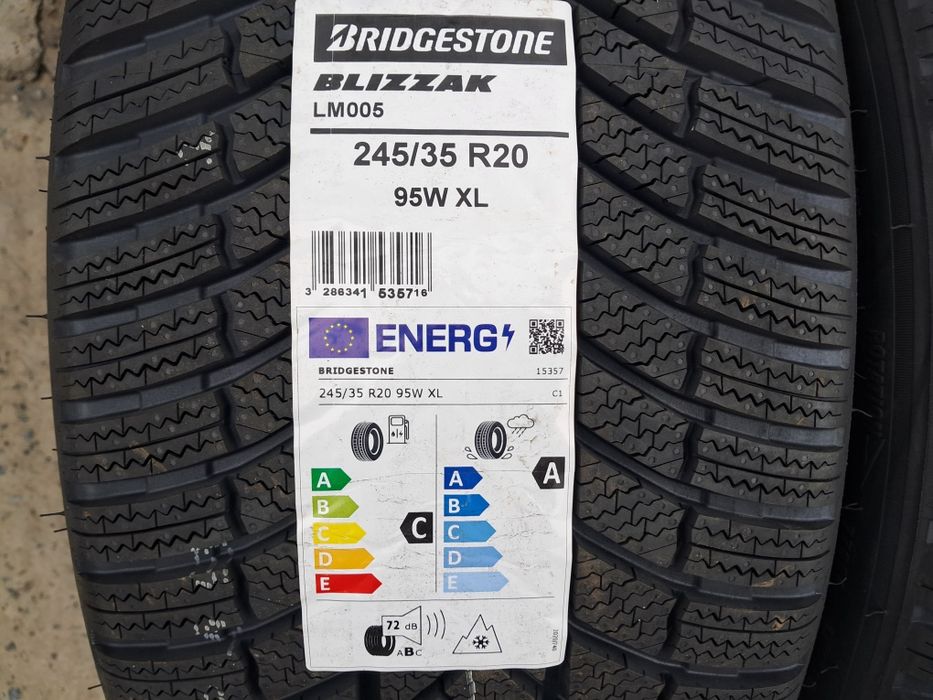 BRIDGESTONE
BLIZZAK
LM005
245/35 R20
95W XL
3 286341 535716
ENERG
BRIDGESTONE 15357
245/35 R20 95W XL C1
A A A
B B
C C C
D D
E E
72 dB
ABC